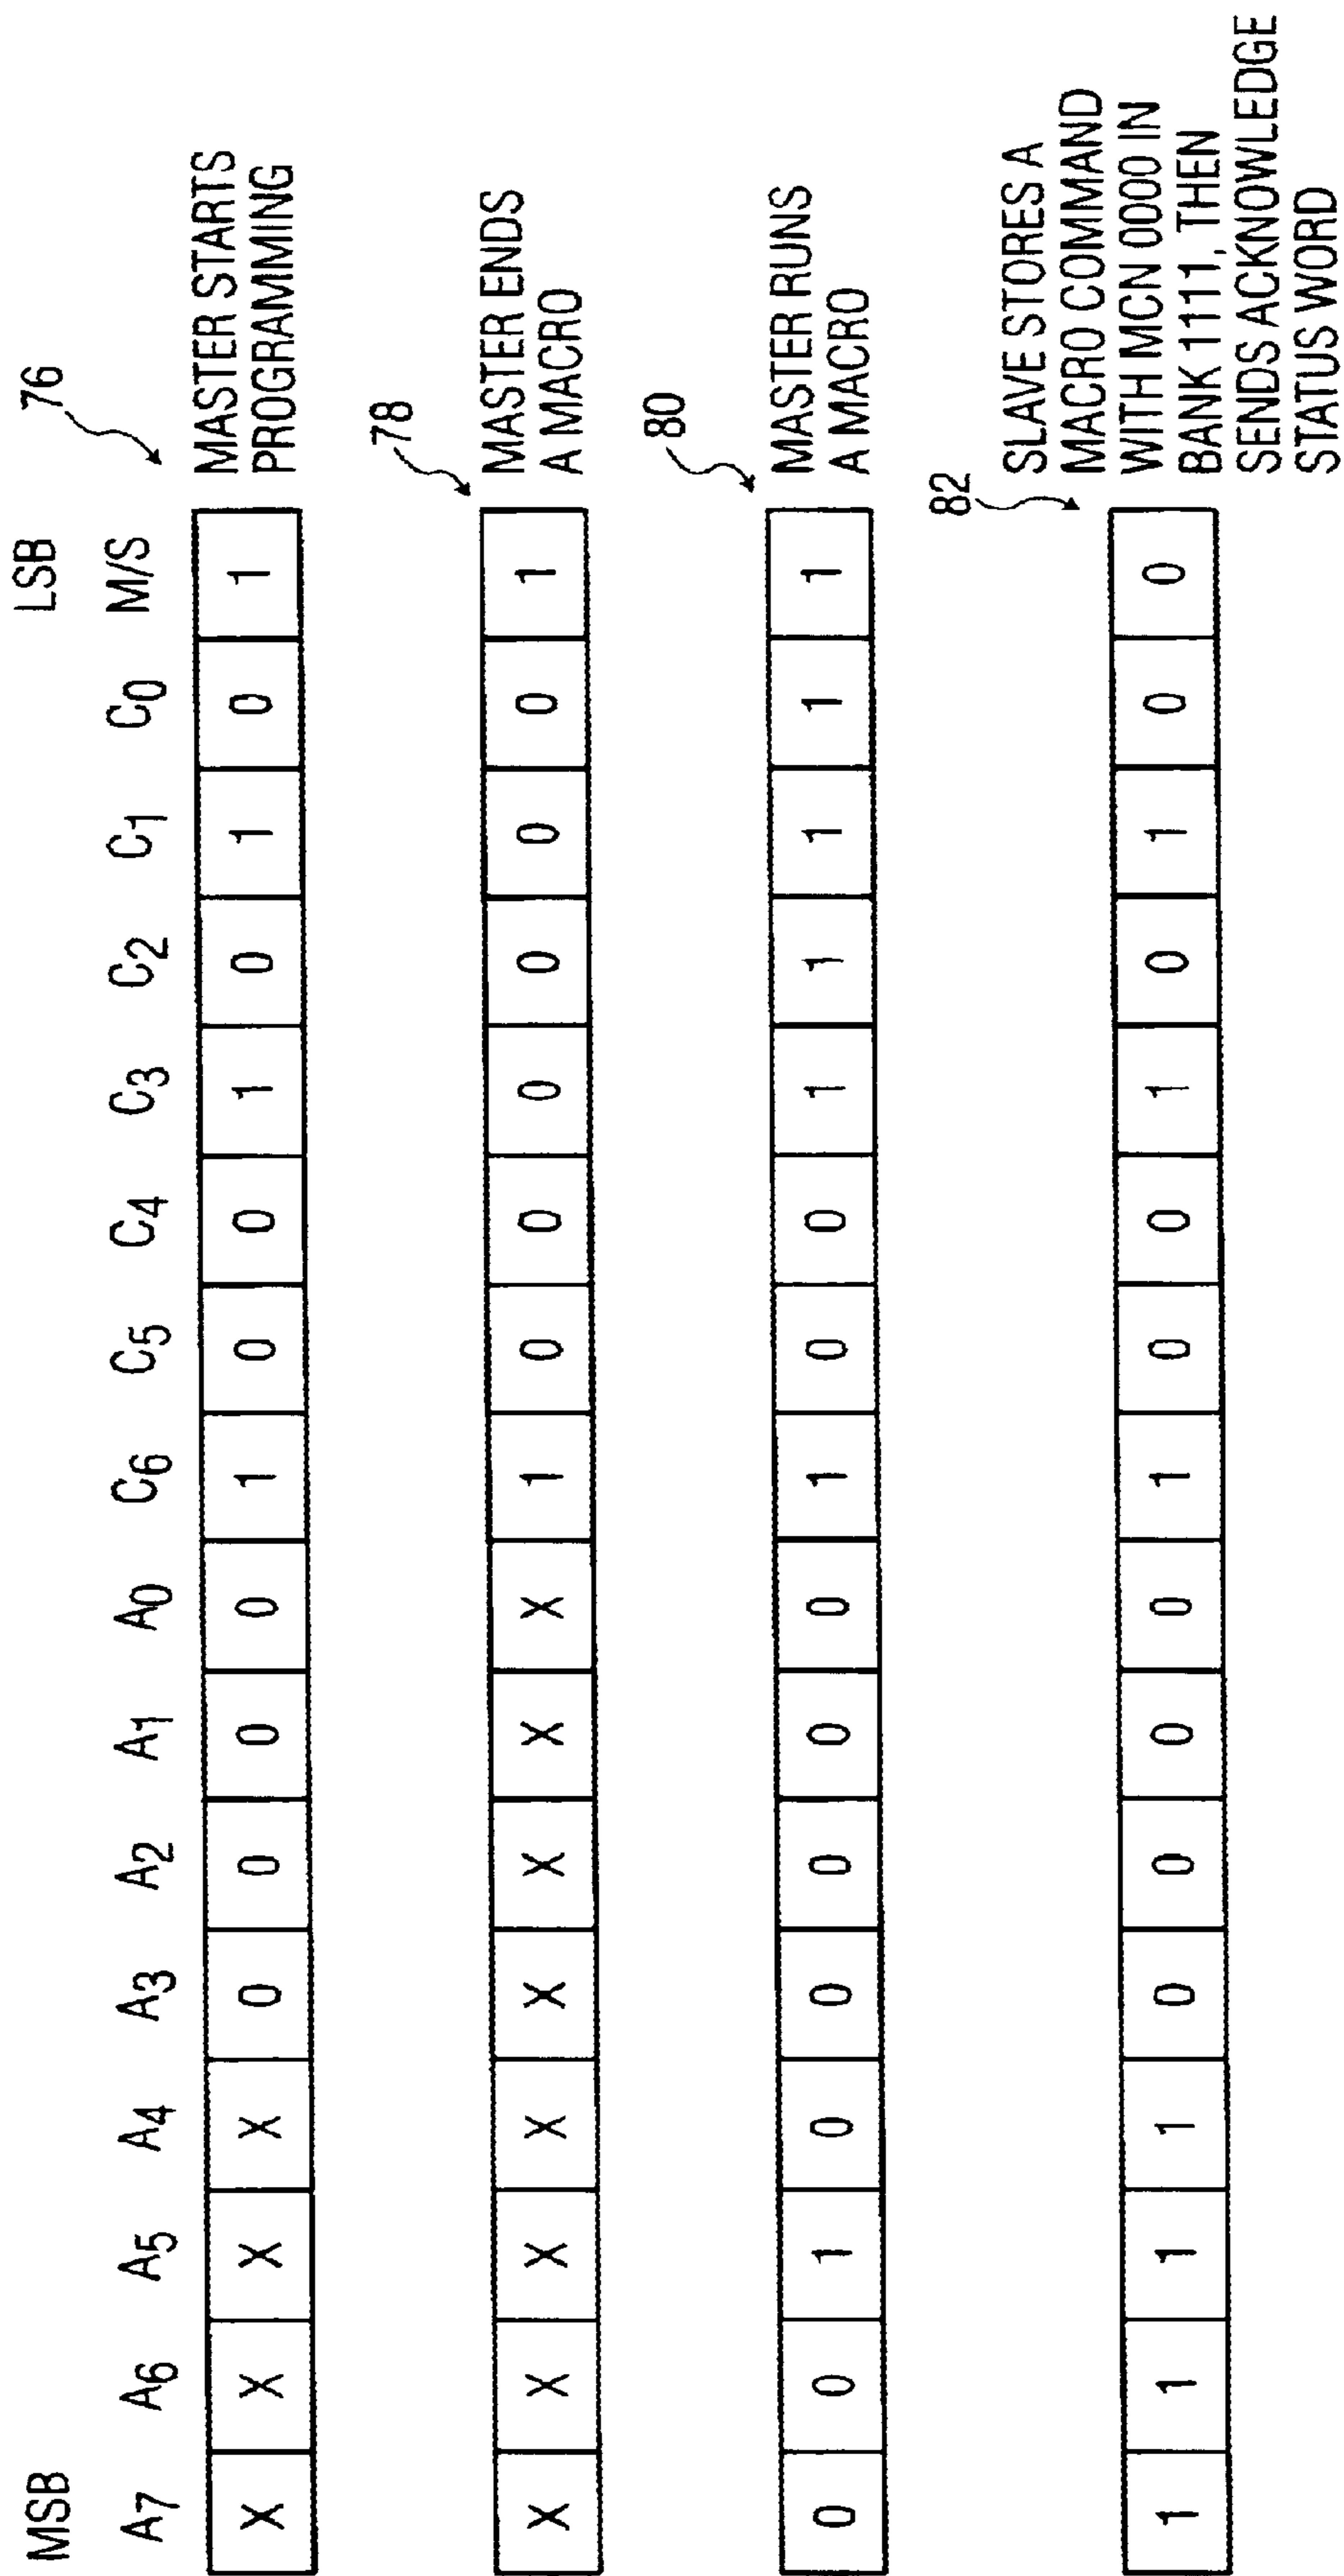 MSB LSB
A7 A6 A5 A4 A3 A2 A1 A0 C6 C5 C4 C3 C2 C1 C0 M/S
76
X X X X 0 0 0 0 1 0 0 1 0 1 0 1
MASTER STARTS
PROGRAMMING
78
X X X X X X X X 1 0 0 0 0 0 0 1
MASTER ENDS
A MACRO
80
0 0 1 0 0 0 0 0 1 0 0 1 1 1 1 1
MASTER RUNS
A MACRO
82
1 1 1 1 0 0 0 0 1 0 0 1 0 1 0 0
SLAVE STORES A
MACRO COMMAND
WITH MCN 0000 IN
BANK 1111, THEN
SENDS ACKNOWLEDGE
STATUS WORD